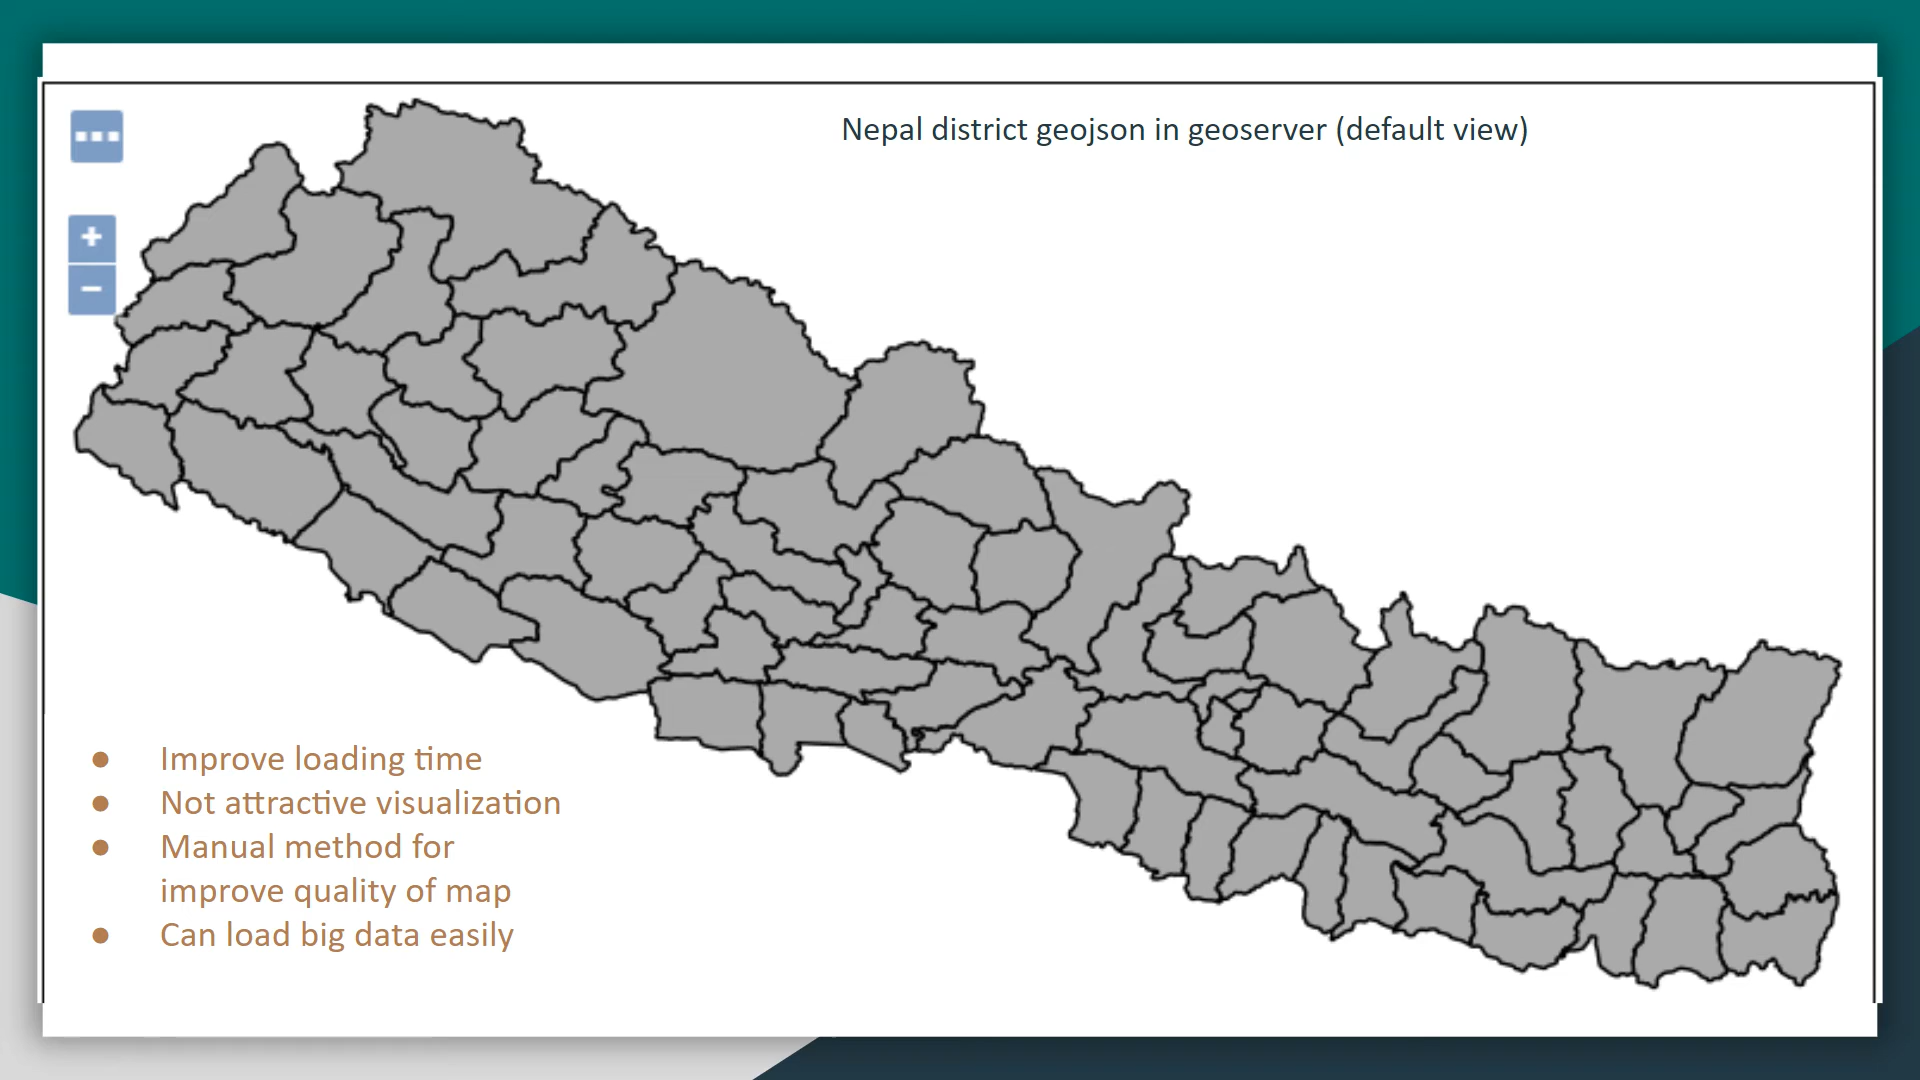 Nepal district geojson in geoserver (default view)
+
−
● Improve loading time
● Not attractive visualization
● Manual method for
improve quality of map
● Can load big data easily